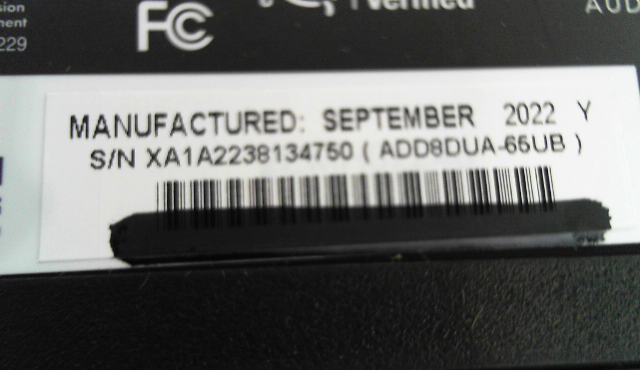 sion
ment
229
FC
Verified
AUD
MANUFACTURED: SEPTEMBER 2022 Y
S/N XA1A2238134750 ( ADD8DUA-65UB )